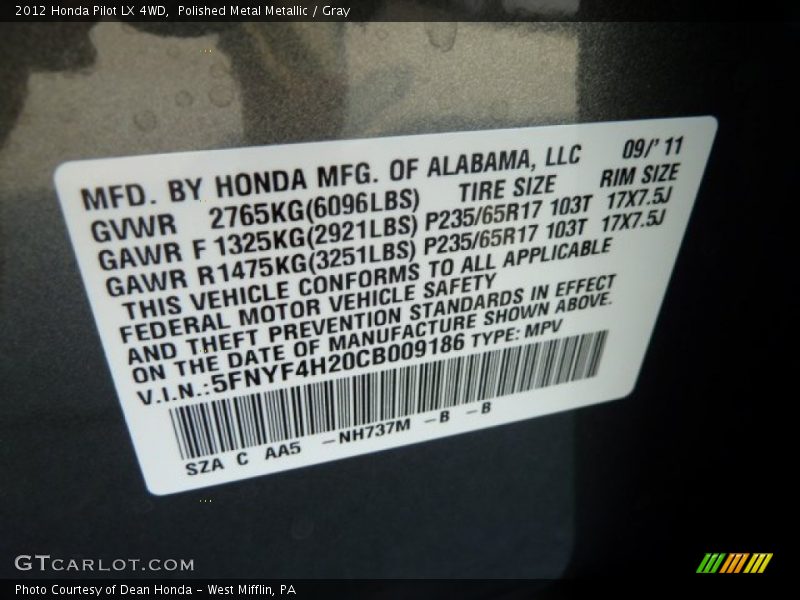 2012 Honda Pilot LX 4WD, Polished Metal Metallic / Gray
MFD. BY HONDA MFG. OF ALABAMA, LLC 09/' 11
GVWR 2765KG(6096LBS) TIRE SIZE RIM SIZE
GAWR F 1325KG(2921LBS) P235/65R17 103T 17X7.5J
GAWR R1475KG(3251LBS) P235/65R17 103T 17X7.5J
THIS VEHICLE CONFORMS TO ALL APPLICABLE
FEDERAL MOTOR VEHICLE SAFETY
AND THEFT PREVENTION STANDARDS IN EFFECT
ON THE DATE OF MANUFACTURE SHOWN ABOVE.
V.I.N.:5FNYF4H20CB009186 TYPE: MPV
SZA C AA5 -NH737M -B -B
GTCARLOT.COM
Photo Courtesy of Dean Honda - West Mifflin, PA